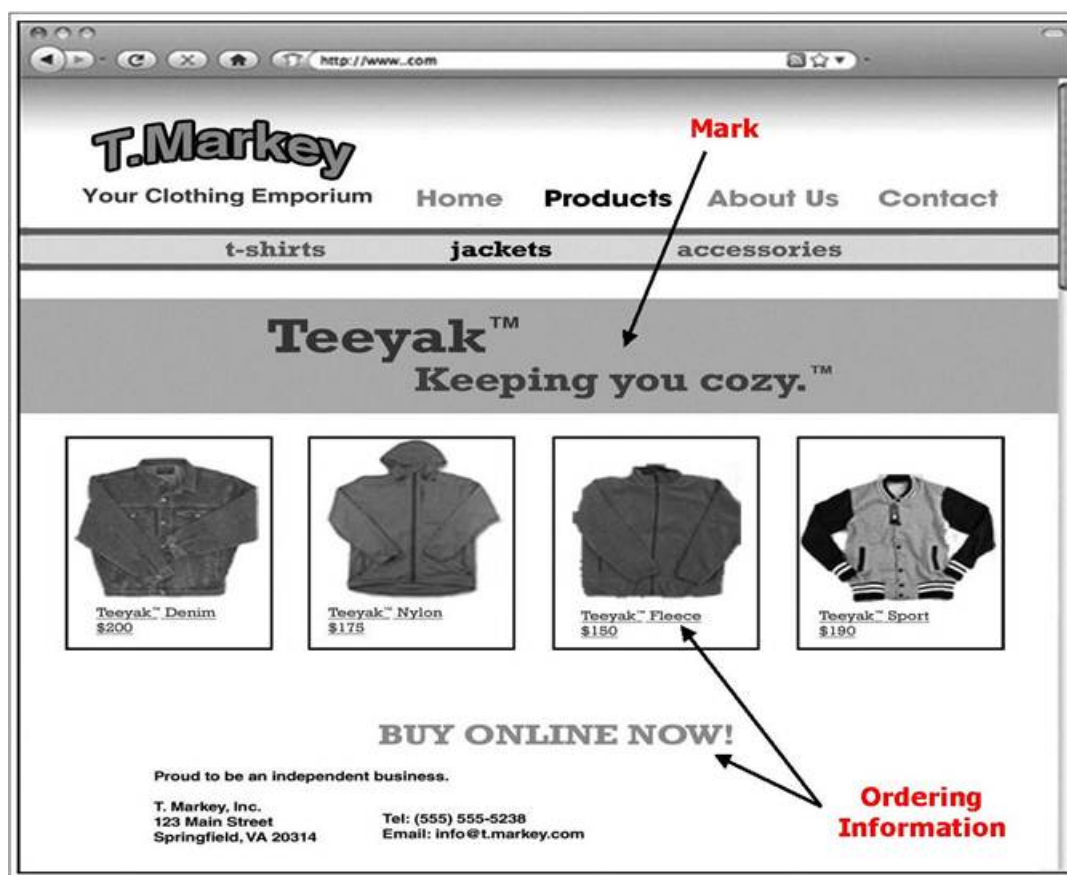 http://www..com
T.Markey
Mark
Your Clothing Emporium
Home Products About Us Contact
t-shirts jackets accessories
Teeyak™
Keeping you cozy.™
Teeyak™ Denim
$200
Teeyak™ Nylon
$175
Teeyak™ Fleece
$150
Teeyak™ Sport
$190
BUY ONLINE NOW!
Proud to be an independent business.
T. Markey, Inc.
123 Main Street
Springfield, VA 20314
Tel: (555) 555-5238
Email: info@t.markey.com
Ordering
Information